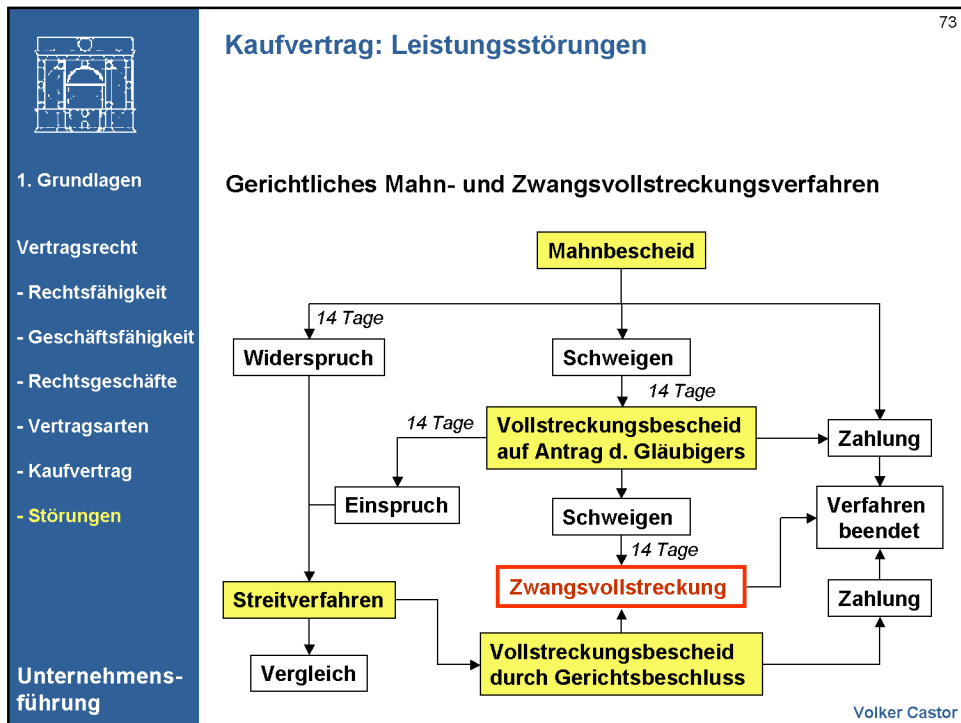 73
Kaufvertrag: Leistungsstörungen
1. Grundlagen
Vertragsrecht
- Rechtsfähigkeit
- Geschäftsfähigkeit
- Rechtsgeschäfte
- Vertragsarten
- Kaufvertrag
- Störungen
Unternehmens-
führung
Gerichtliches Mahn- und Zwangsvollstreckungsverfahren
Mahnbescheid
14 Tage
Widerspruch
Schweigen
14 Tage
14 Tage
Vollstreckungsbescheid
auf Antrag d. Gläubigers
Zahlung
Einspruch
Schweigen
Verfahren
beendet
14 Tage
Zwangsvollstreckung
Streitverfahren
Zahlung
Vergleich
Vollstreckungsbescheid
durch Gerichtsbeschluss
Volker Castor